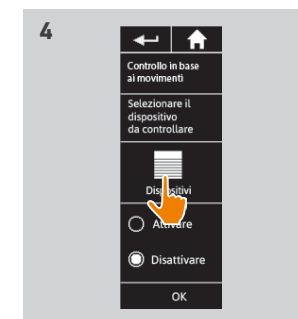 4
Controllo in base
ai movimenti
Selezionare il
dispositivo
da controllare
Dispositivi
Attivare
Disattivare
OK